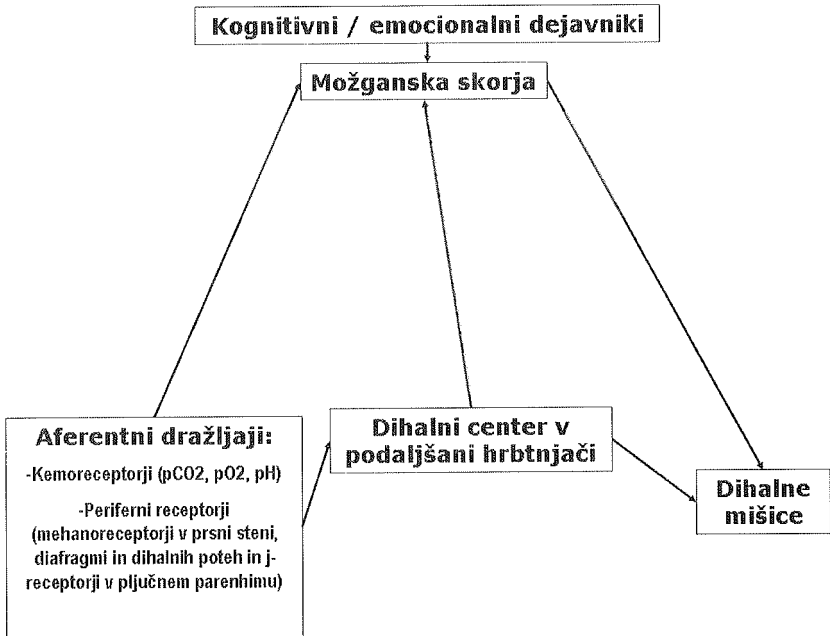 Kognitivni / emocionalni dejavniki
Možganska skorja
Aferentni dražljaji:
-Kemoreceptorji (pCO2, pO2, pH)
-Periferni receptorji
(mehanoreceptorji v prsni steni,
diafragmi in dihalnih poteh in j-
receptorji v pljučnem parenhimu)
Dihalni center v
podaljšani hrbtnjači
Dihalne
mišice